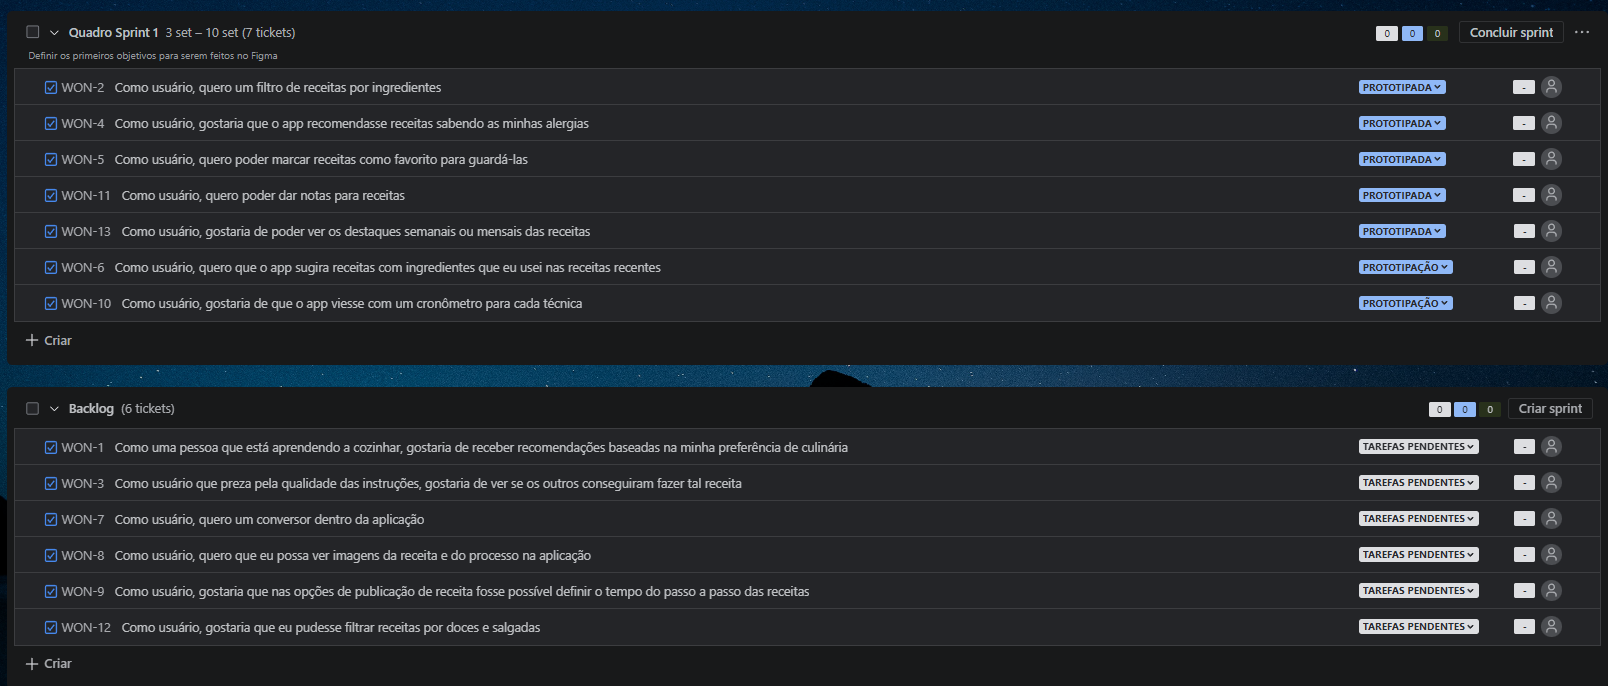 Quadro Sprint 1 3 set – 10 set (7 tickets) 0 0 0 Concluir sprint ...
Definir os primeiros objetivos para serem feitos no Figma
WON-2 Como usuário, quero um filtro de receitas por ingredientes PROTOTIPADA -
WON-4 Como usuário, gostaria que o app recomendasse receitas sabendo as minhas alergias PROTOTIPADA -
WON-5 Como usuário, quero poder marcar receitas como favorito para guardá-las PROTOTIPADA -
WON-11 Como usuário, quero poder dar notas para receitas PROTOTIPADA -
WON-13 Como usuário, gostaria de poder ver os destaques semanais ou mensais das receitas PROTOTIPADA -
WON-6 Como usuário, quero que o app sugira receitas com ingredientes que eu usei nas receitas recentes PROTOTIPAÇÃO -
WON-10 Como usuário, gostaria de que o app viesse com um cronômetro para cada técnica PROTOTIPAÇÃO -
+ Criar
Backlog (6 tickets) 0 0 0 Criar sprint
WON-1 Como uma pessoa que está aprendendo a cozinhar, gostaria de receber recomendações baseadas na minha preferência de culinária TAREFAS PENDENTES -
WON-3 Como usuário que preza pela qualidade das instruções, gostaria de ver se os outros conseguiram fazer tal receita TAREFAS PENDENTES -
WON-7 Como usuário, quero um conversor dentro da aplicação TAREFAS PENDENTES -
WON-8 Como usuário, quero que eu possa ver imagens da receita e do processo na aplicação TAREFAS PENDENTES -
WON-9 Como usuário, gostaria que nas opções de publicação de receita fosse possível definir o tempo do passo a passo das receitas TAREFAS PENDENTES -
WON-12 Como usuário, gostaria que eu pudesse filtrar receitas por doces e salgadas TAREFAS PENDENTES -
+ Criar